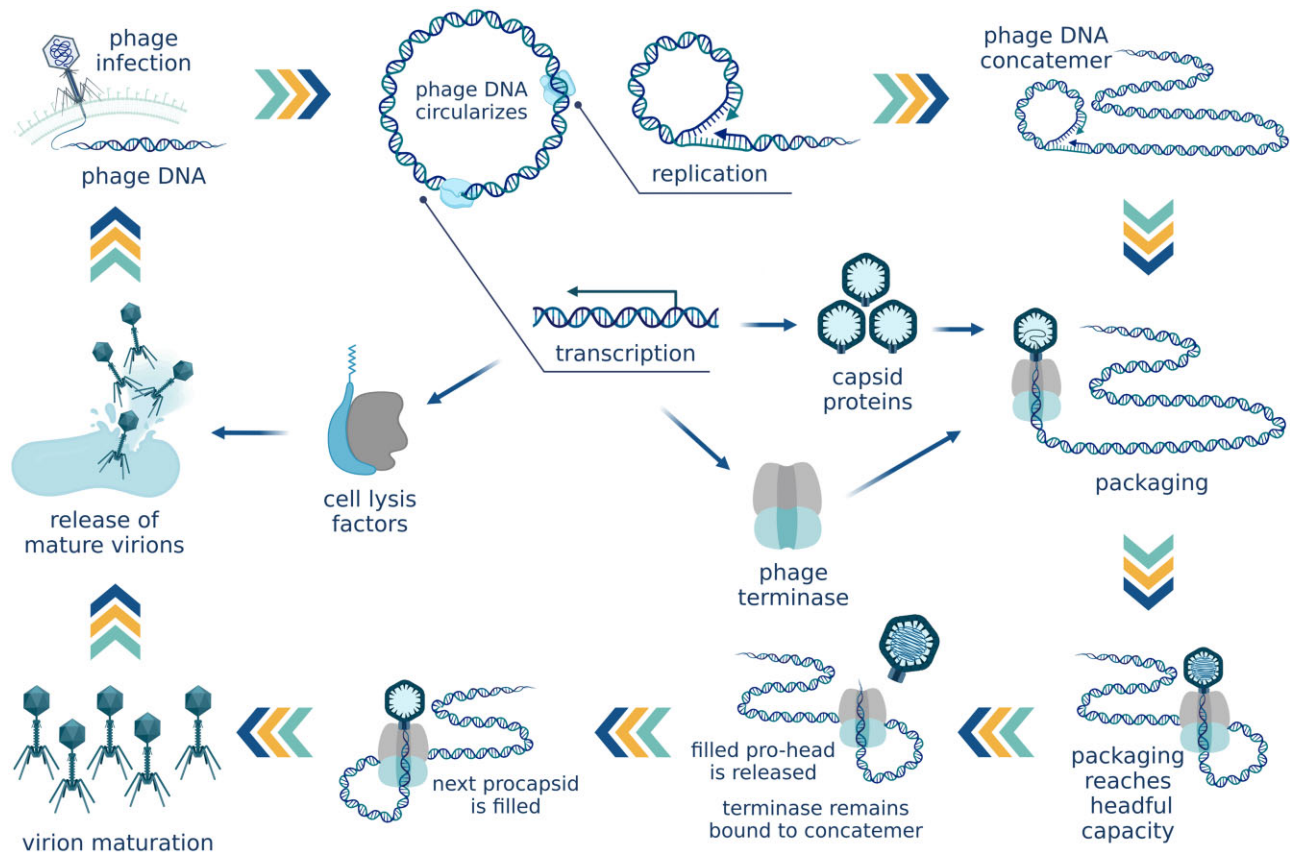 phage
infection
phage DNA
phage DNA
circularizes
replication
phage DNA
concatemer
transcription
capsid
proteins
packaging
cell lysis
factors
phage
terminase
release of
mature virions
packaging
reaches
headful
capacity
filled pro-head
is released
terminase remains
bound to concatemer
next procapsid
is filled
virion maturation